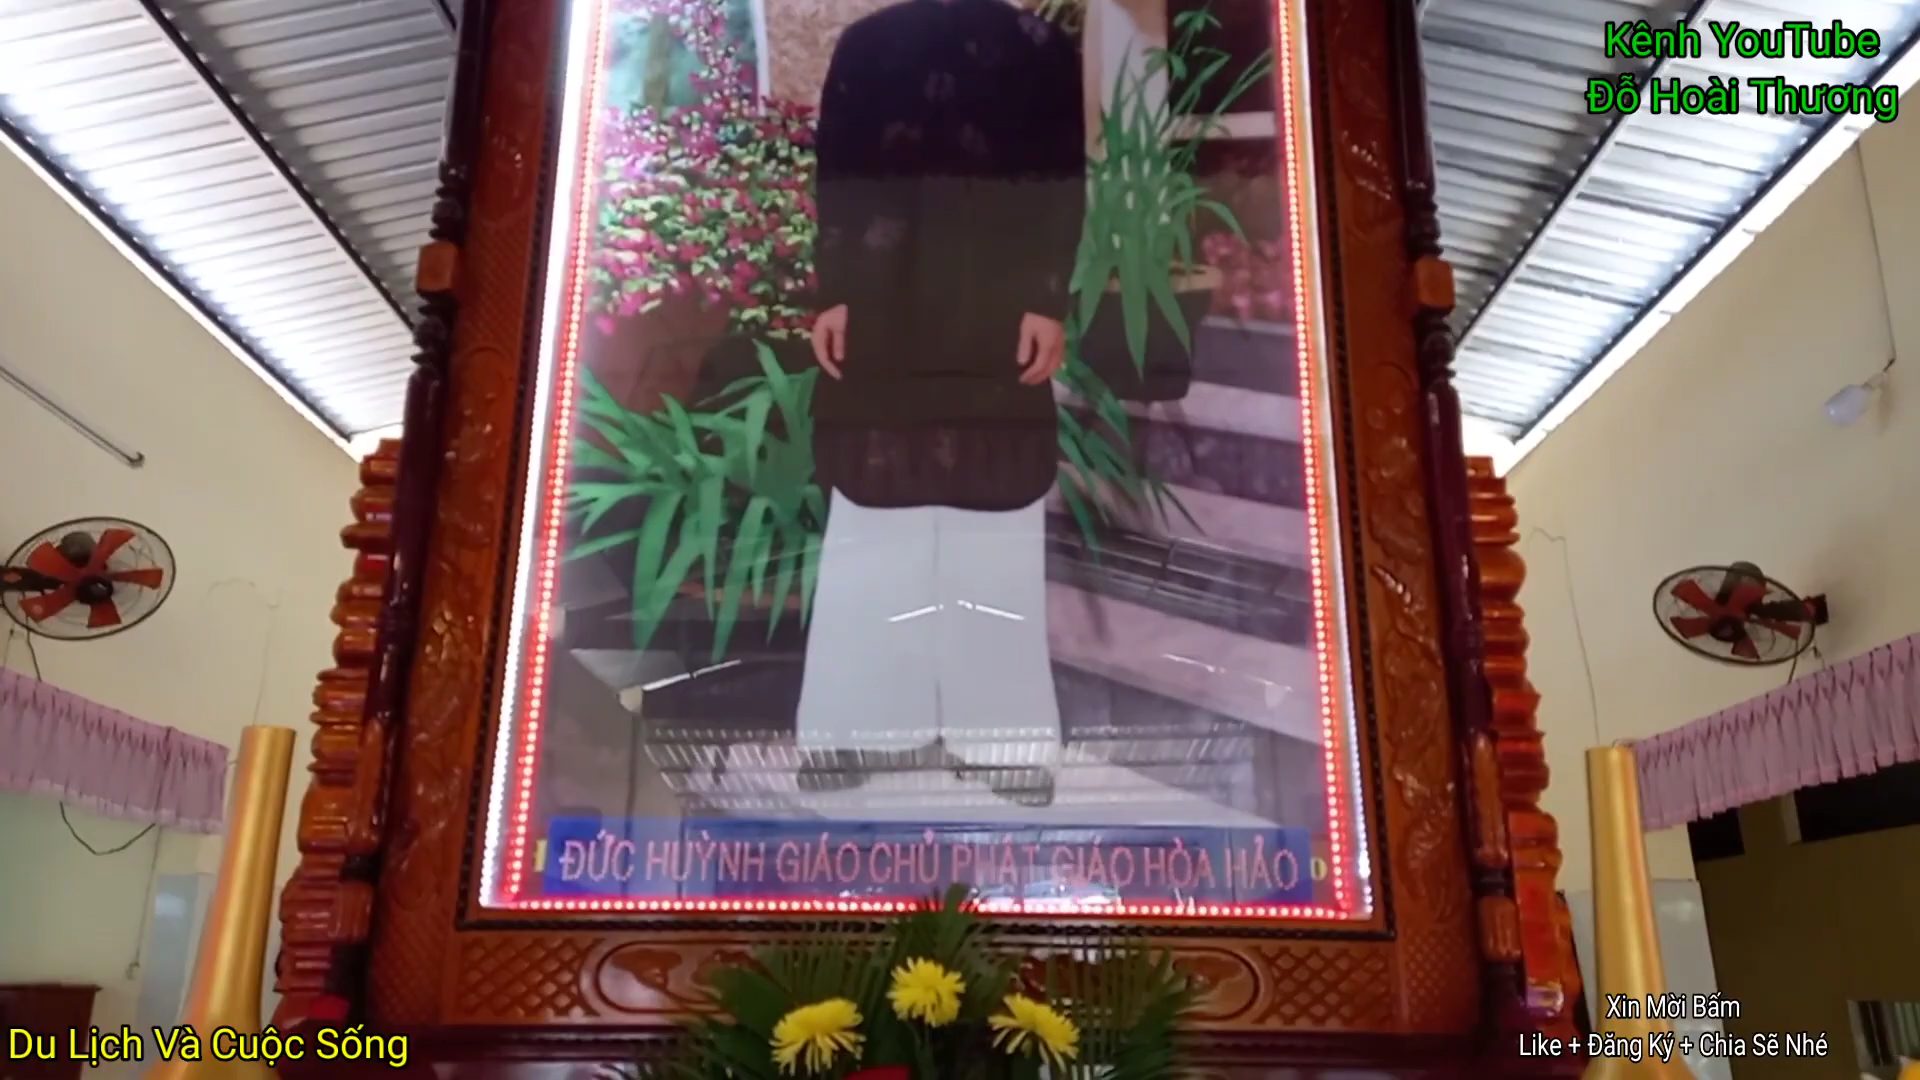 Kênh YouTube
Đỗ Hoài Thương
ĐỨC HUỲNH GIÁO CHỦ PHẬT GIÁO HÒA HẢO
Xin Mời Bấm
Du Lịch Và Cuộc Sống
Like + Đăng Ký + Chia Sẽ Nhé